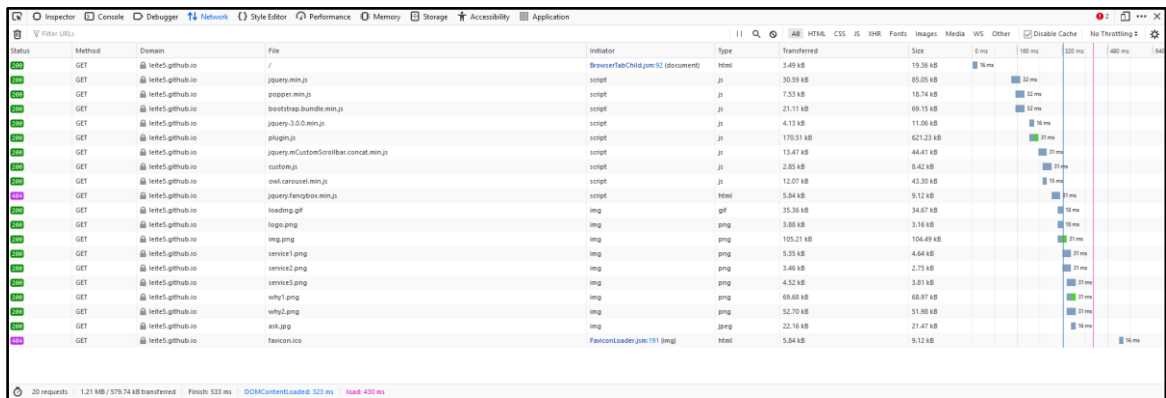 Inspector Console Debugger Network Style Editor Performance Memory Storage Accessibility Application 2
Filter URLs All HTML CSS JS XHR Fonts Images Media WS Other Disable Cache No Throttling
Status Method Domain File Initiator Type Transferred Size 0 ms 160 ms 320 ms 480 ms 640
200 GET leite5.github.io / BrowserTabChild.jsm:92 (document) html 3.49 kB 19.36 kB 16 ms
200 GET leite5.github.io jquery.min.js script js 30.59 kB 85.05 kB 32 ms
200 GET leite5.github.io popper.min.js script js 7.53 kB 18.74 kB 32 ms
200 GET leite5.github.io bootstrap.bundle.min.js script js 21.11 kB 69.15 kB 32 ms
200 GET leite5.github.io jquery-3.0.0.min.js script js 4.13 kB 11.06 kB 16 ms
200 GET leite5.github.io plugin.js script js 170.51 kB 621.23 kB 31 ms
200 GET leite5.github.io jquery.mCustomScrollbar.concat.min.js script js 13.47 kB 44.41 kB 31 ms
200 GET leite5.github.io custom.js script js 2.85 kB 8.42 kB 31 ms
200 GET leite5.github.io owl.carousel.min.js script js 12.07 kB 43.30 kB 16 ms
404 GET leite5.github.io jquery.fancybox.min.js script html 5.84 kB 9.12 kB 31 ms
200 GET leite5.github.io loading.gif img gif 35.36 kB 34.67 kB 16 ms
200 GET leite5.github.io logo.png img png 3.88 kB 3.16 kB 16 ms
200 GET leite5.github.io img.png img png 105.21 kB 104.49 kB 31 ms
200 GET leite5.github.io service1.png img png 5.35 kB 4.64 kB 31 ms
200 GET leite5.github.io service2.png img png 3.46 kB 2.75 kB 31 ms
200 GET leite5.github.io service3.png img png 4.52 kB 3.81 kB 31 ms
200 GET leite5.github.io why1.png img png 69.68 kB 68.97 kB 31 ms
200 GET leite5.github.io why2.png img png 52.70 kB 51.98 kB 31 ms
200 GET leite5.github.io ask.jpg img jpeg 22.16 kB 21.47 kB 16 ms
404 GET leite5.github.io favicon.ico FaviconLoader.jsm:191 (img) html 5.84 kB 9.12 kB 16 ms
20 requests 1.21 MB / 579.74 kB transferred Finish: 533 ms DOMContentLoaded: 323 ms load: 430 ms